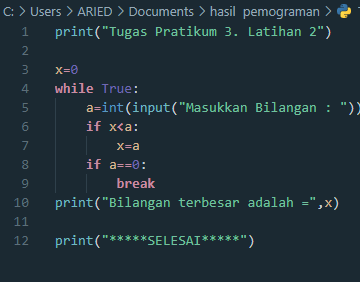 C: > Users > ARIED > Documents > hasil pemograman >
1 print("Tugas Pratikum 3. Latihan 2")
2
3 x=0
4 while True:
5     a=int(input("Masukkan Bilangan : "))
6     if x<a:
7         x=a
8     if a==0:
9         break
10 print("Bilangan terbesar adalah =",x)
11
12 print("*****SELESAI*****")